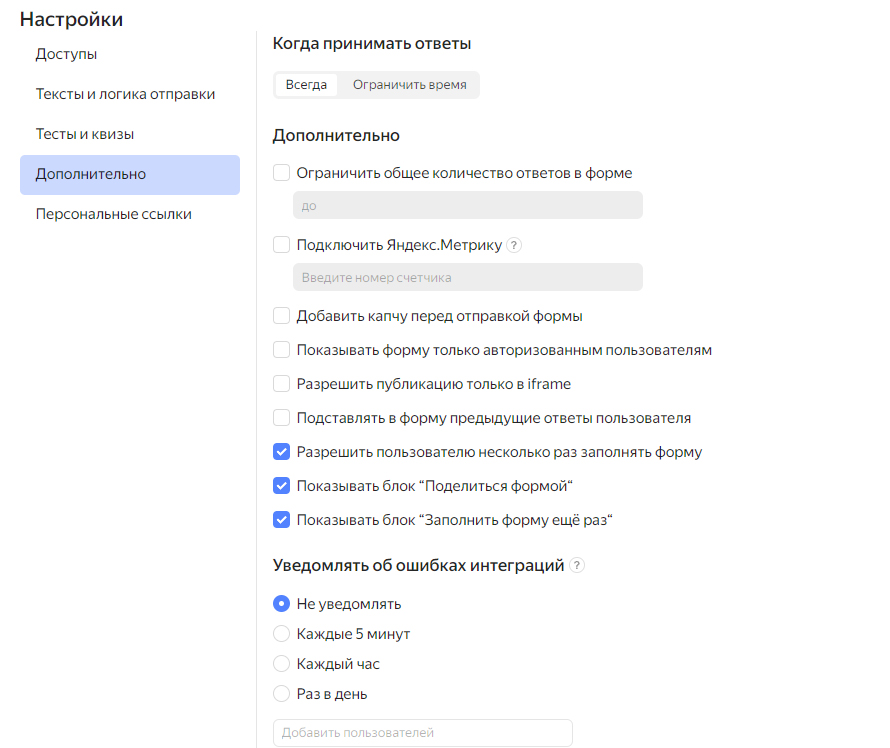 Настройки
Доступы
Тексты и логика отправки
Тесты и квизы
Дополнительно
Персональные ссылки
Когда принимать ответы
Всегда Ограничить время
Дополнительно
Ограничить общее количество ответов в форме
до
Подключить Яндекс.Метрику ?
Введите номер счетчика
Добавить капчу перед отправкой формы
Показывать форму только авторизованным пользователям
Разрешить публикацию только в iframe
Подставлять в форму предыдущие ответы пользователя
Разрешить пользователю несколько раз заполнять форму
Показывать блок “Поделиться формой“
Показывать блок “Заполнить форму ещё раз“
Уведомлять об ошибках интеграций ?
Не уведомлять
Каждые 5 минут
Каждый час
Раз в день
Добавить пользователей